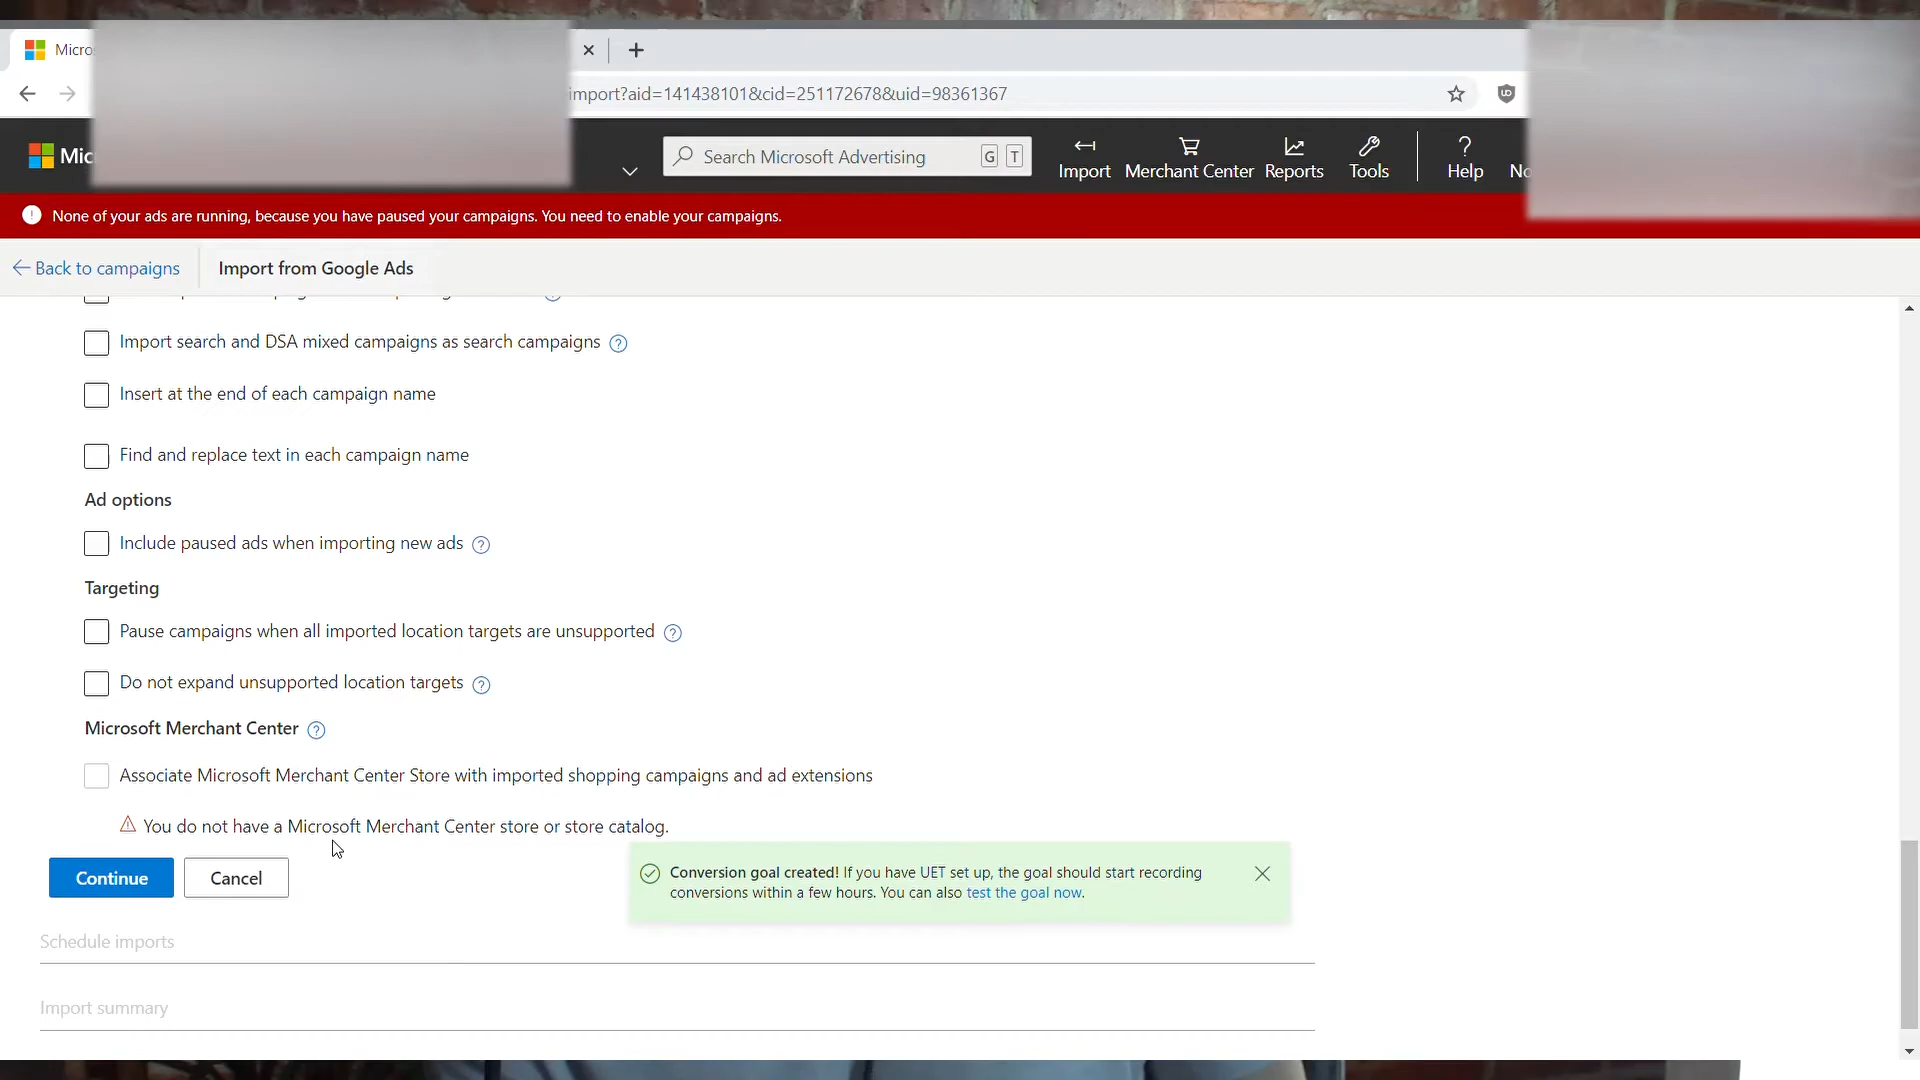 Micro
import?aid=141438101&cid=251172678&uid=98361367
Mic
Search Microsoft Advertising G T
Import Merchant Center Reports Tools Help No
None of your ads are running, because you have paused your campaigns. You need to enable your campaigns.
Back to campaigns
Import from Google Ads
Import search and DSA mixed campaigns as search campaigns
Insert at the end of each campaign name
Find and replace text in each campaign name
Ad options
Include paused ads when importing new ads
Targeting
Pause campaigns when all imported location targets are unsupported
Do not expand unsupported location targets
Microsoft Merchant Center
Associate Microsoft Merchant Center Store with imported shopping campaigns and ad extensions
You do not have a Microsoft Merchant Center store or store catalog.
Continue Cancel
Conversion goal created! If you have UET set up, the goal should start recording
conversions within a few hours. You can also test the goal now.
Schedule imports
Import summary